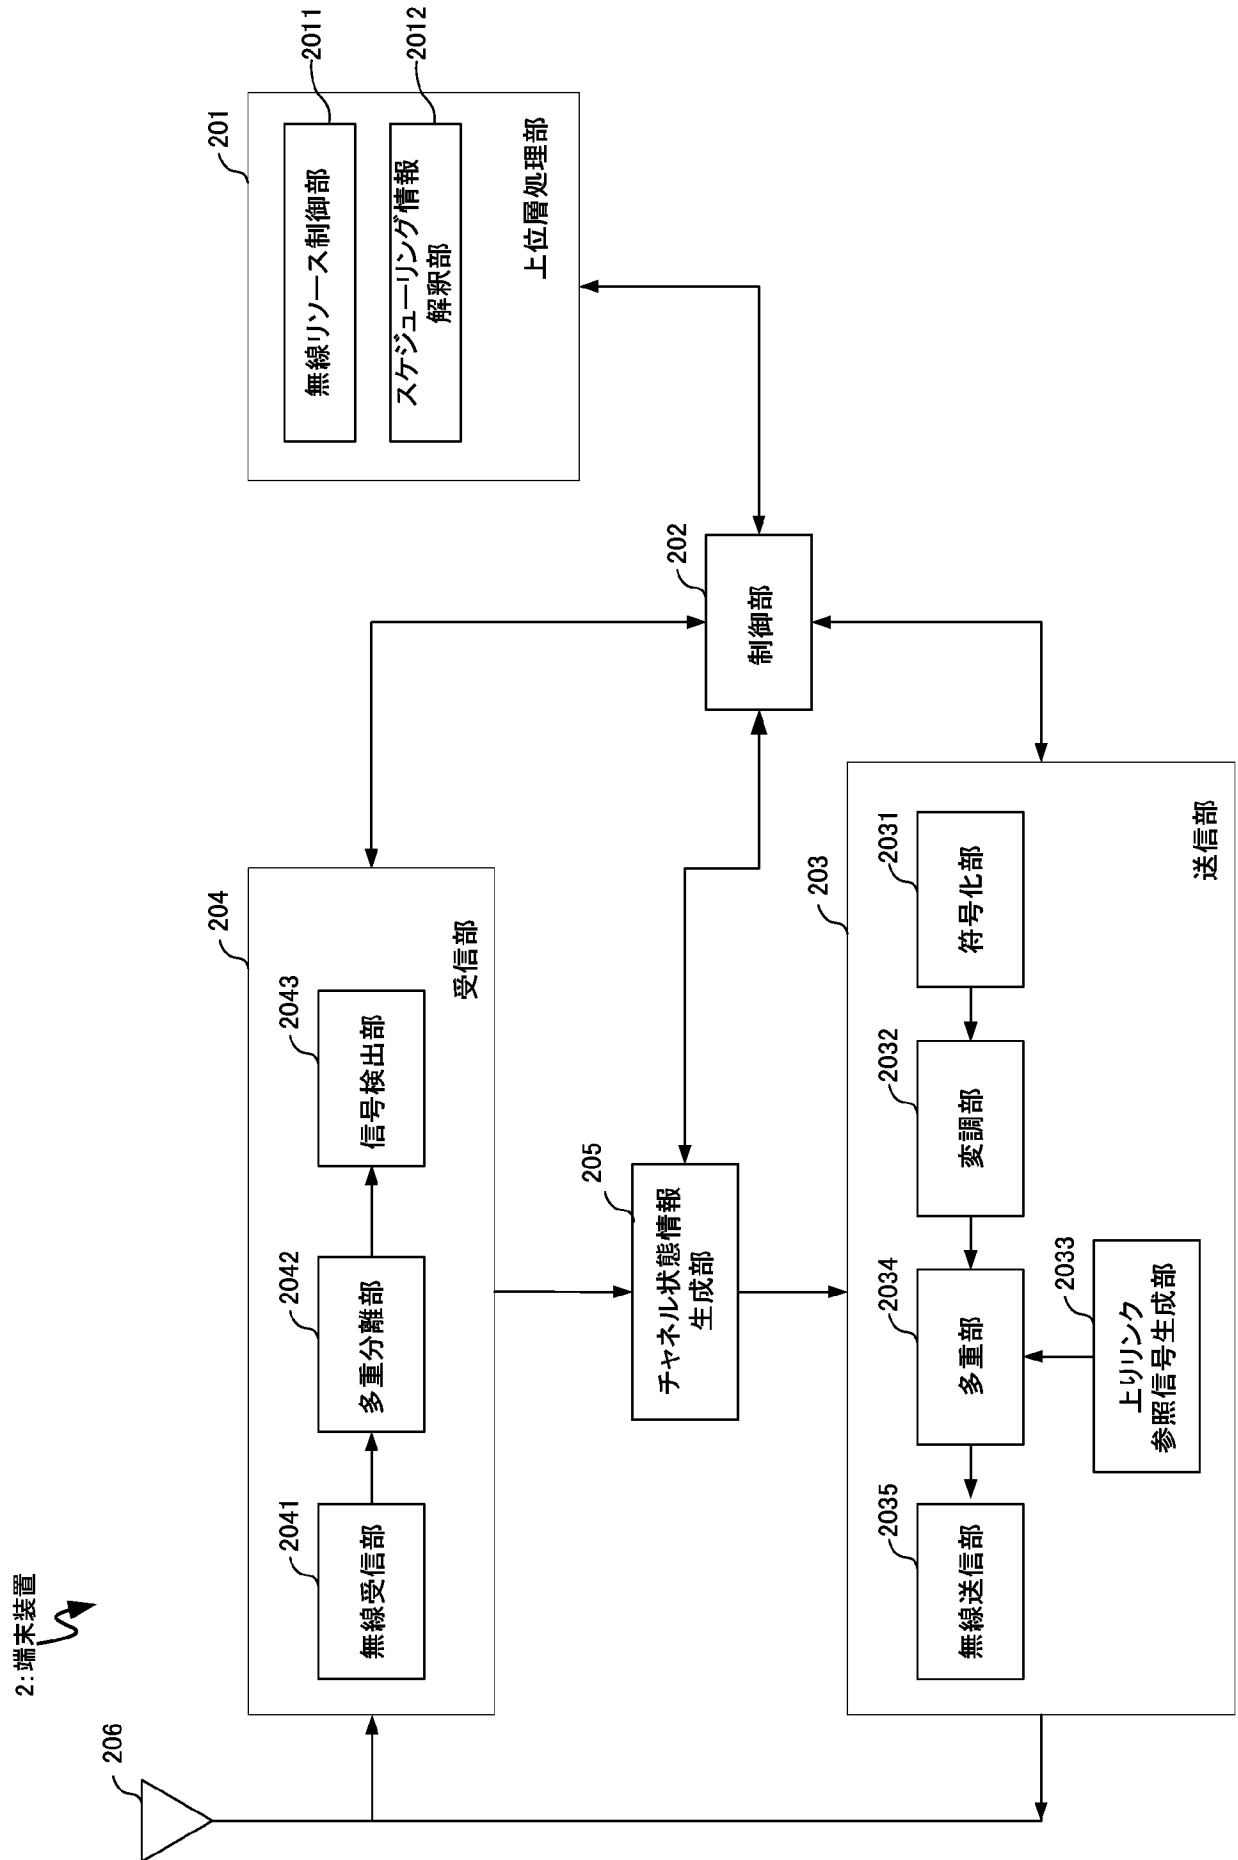 2:端末装置
206
204
2041
無線受信部
2042
多重分離部
2043
信号検出部
受信部
201
2011
無線リソース制御部
2012
スケジューリング情報
解釈部
上位層処理部
205
チャネル状態情報
生成部
202
制御部
203
2035
無線送信部
2034
多重部
2032
変調部
2031
符号化部
2033
上りリンク
参照信号生成部
送信部